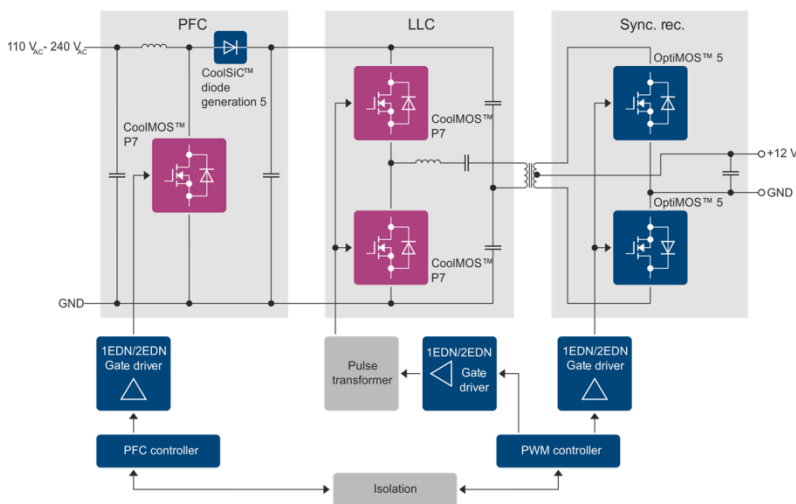 PFC
LLC
Sync. rec.
110 VAC - 240 VAC
CoolSiC™
diode
generation 5
CoolMOS™
P7
CoolMOS™
P7
OptiMOS™ 5
+12 V
GND
OptiMOS™ 5
CoolMOS™
P7
GND
1EDN/2EDN
Gate driver
Pulse
transformer
1EDN/2EDN
Gate
driver
1EDN/2EDN
Gate driver
PFC controller
PWM controller
Isolation